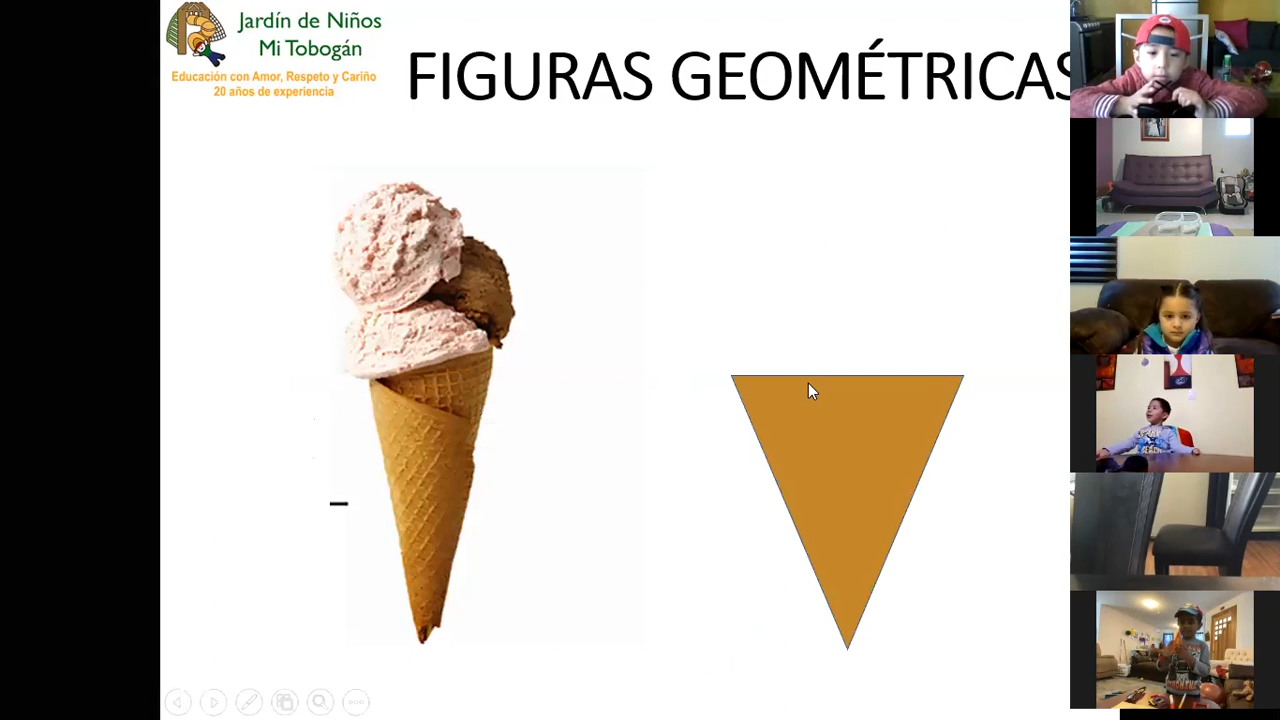 Jardín de Niños
Mi Tobogán
Educación con Amor, Respeto y Cariño
20 años de experiencia
FIGURAS GEOMÉTRICAS